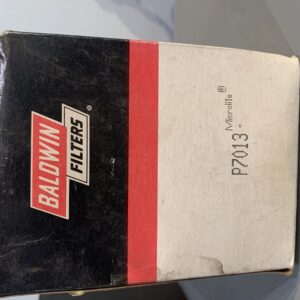 BALDWIN
FILTERS®
Microlite®
P7013-